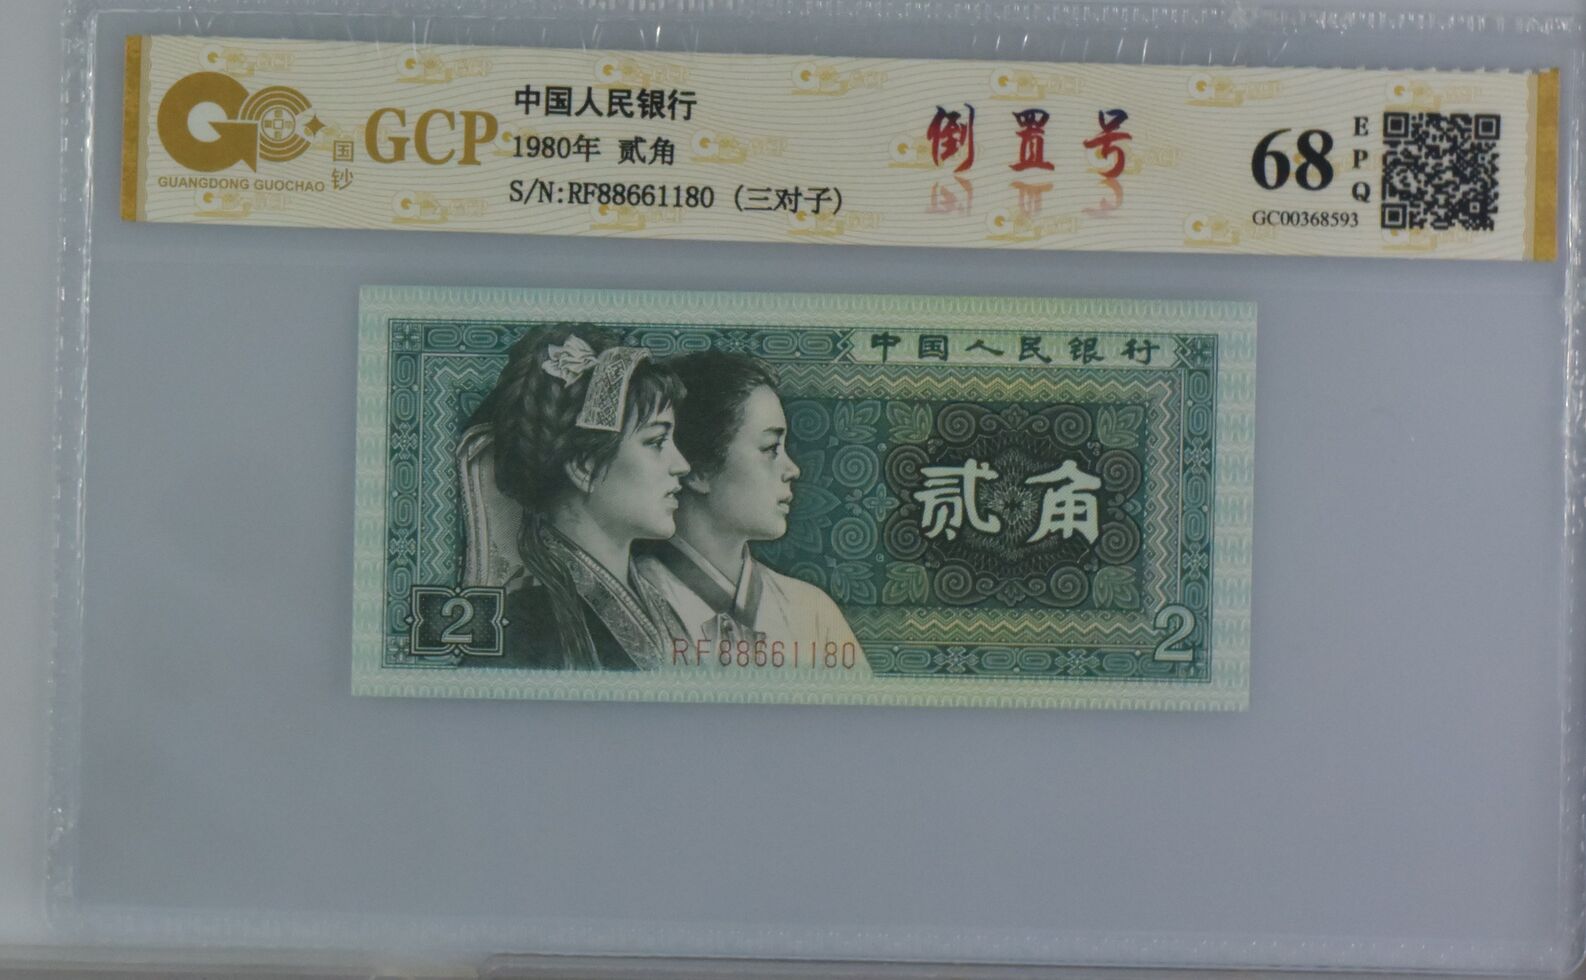 GCP
国钞
GUANGDONG GUOCHAO
中国人民银行
1980年 贰角
S/N:RF88661180 (三对子)
倒置号
68
EPQ
GC00368593
中国人民银行
贰角
2
2
RF88661180